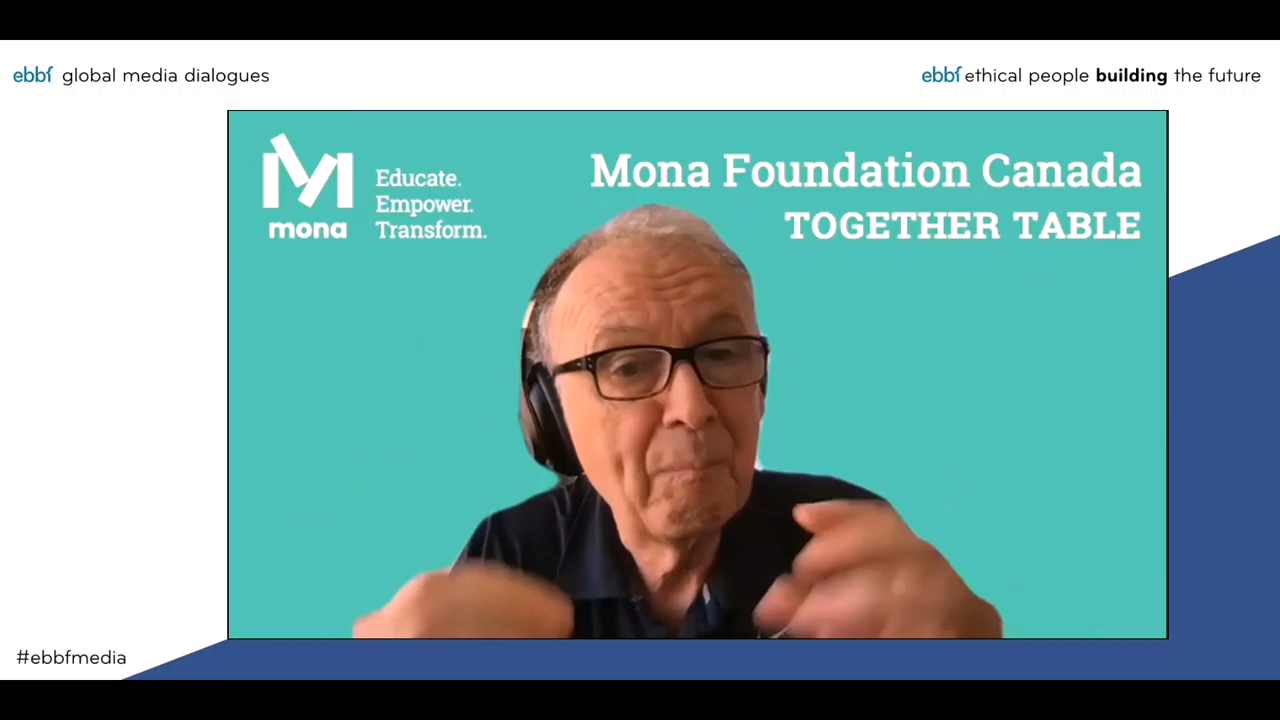 ebbf global media dialogues
ebbf ethical people building the future
mona
Educate.
Empower.
Transform.
Mona Foundation Canada
TOGETHER TABLE
#ebbfmedia